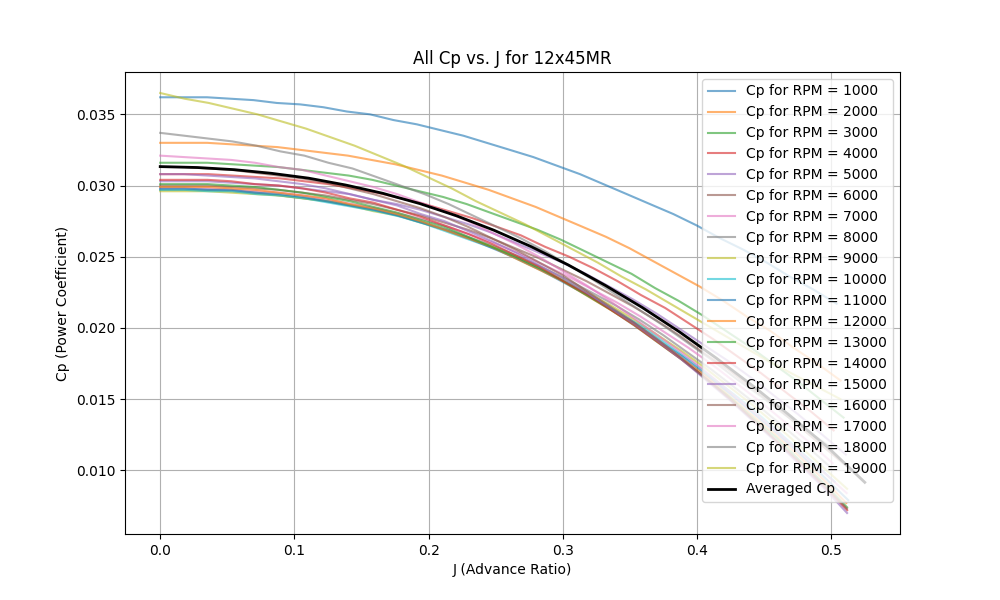 All Cp vs. J for 12x45MR
Cp (Power Coefficient)
0.035
0.030
0.025
0.020
0.015
0.010
Cp for RPM = 1000
Cp for RPM = 2000
Cp for RPM = 3000
Cp for RPM = 4000
Cp for RPM = 5000
Cp for RPM = 6000
Cp for RPM = 7000
Cp for RPM = 8000
Cp for RPM = 9000
Cp for RPM = 10000
Cp for RPM = 11000
Cp for RPM = 12000
Cp for RPM = 13000
Cp for RPM = 14000
Cp for RPM = 15000
Cp for RPM = 16000
Cp for RPM = 17000
Cp for RPM = 18000
Cp for RPM = 19000
Averaged Cp
0.0 0.1 0.2 0.3 0.4 0.5
J (Advance Ratio)